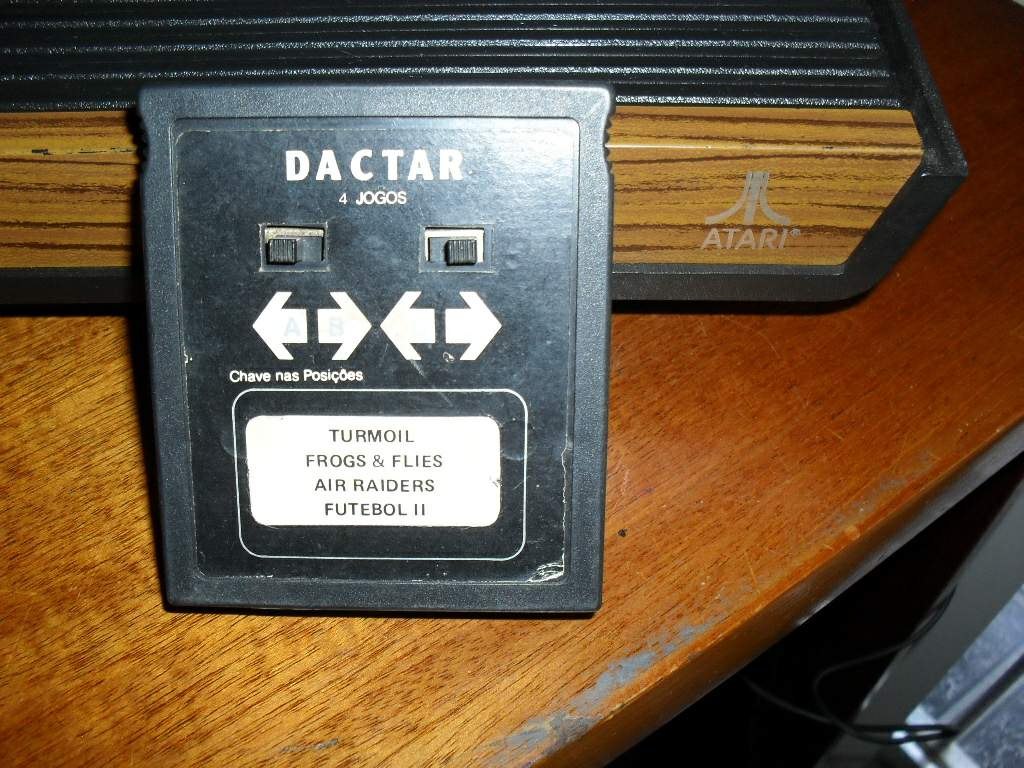 DACTAR
4 JOGOS
A B
Chave nas Posições
TURMOIL
FROGS & FLIES
AIR RAIDERS
FUTEBOL II
ATARI®